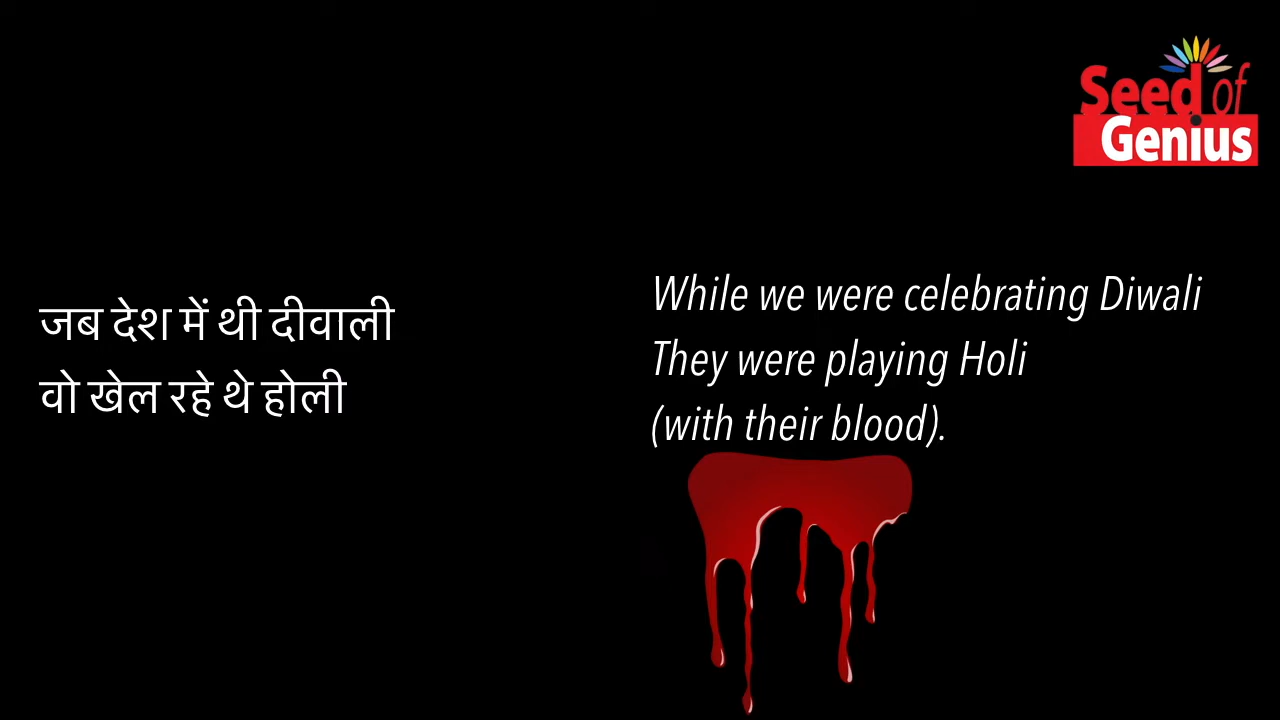 Seed of
Genius
जब देश में थी दीवाली
वो खेल रहे थे होली
While we were celebrating Diwali
They were playing Holi
(with their blood).